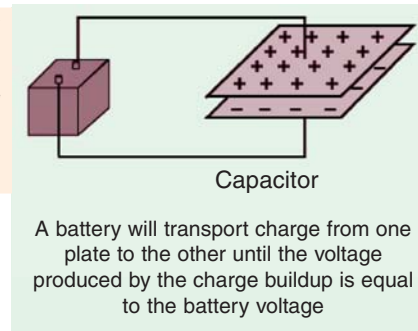 Capacitor
A battery will transport charge from one
plate to the other until the voltage
produced by the charge buildup is equal
to the battery voltage